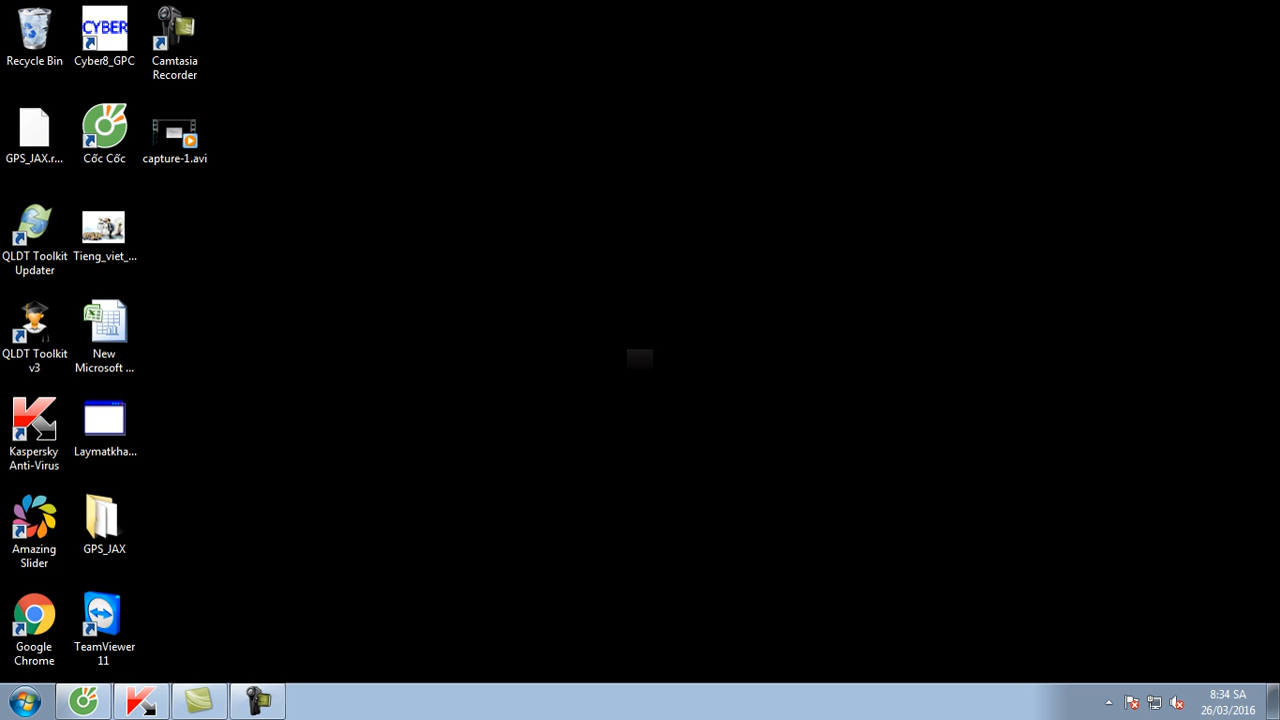 Recycle Bin
CYBER
Cyber8_GPC
Camtasia
Recorder
GPS_JAX.r...
Cốc Cốc
capture-1.avi
QLDT Toolkit
Updater
Tieng_viet_...
QLDT Toolkit
v3
New
Microsoft ...
Kaspersky
Anti-Virus
Laymatkha...
Amazing
Slider
GPS_JAX
Google
Chrome
TeamViewer
11
8:34 SA
26/03/2016